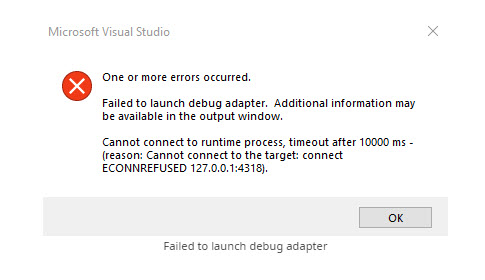 Microsoft Visual Studio
One or more errors occurred.
Failed to launch debug adapter.  Additional information may
be available in the output window.
Cannot connect to runtime process, timeout after 10000 ms -
(reason: Cannot connect to the target: connect
ECONNREFUSED 127.0.0.1:4318).
OK
Failed to launch debug adapter